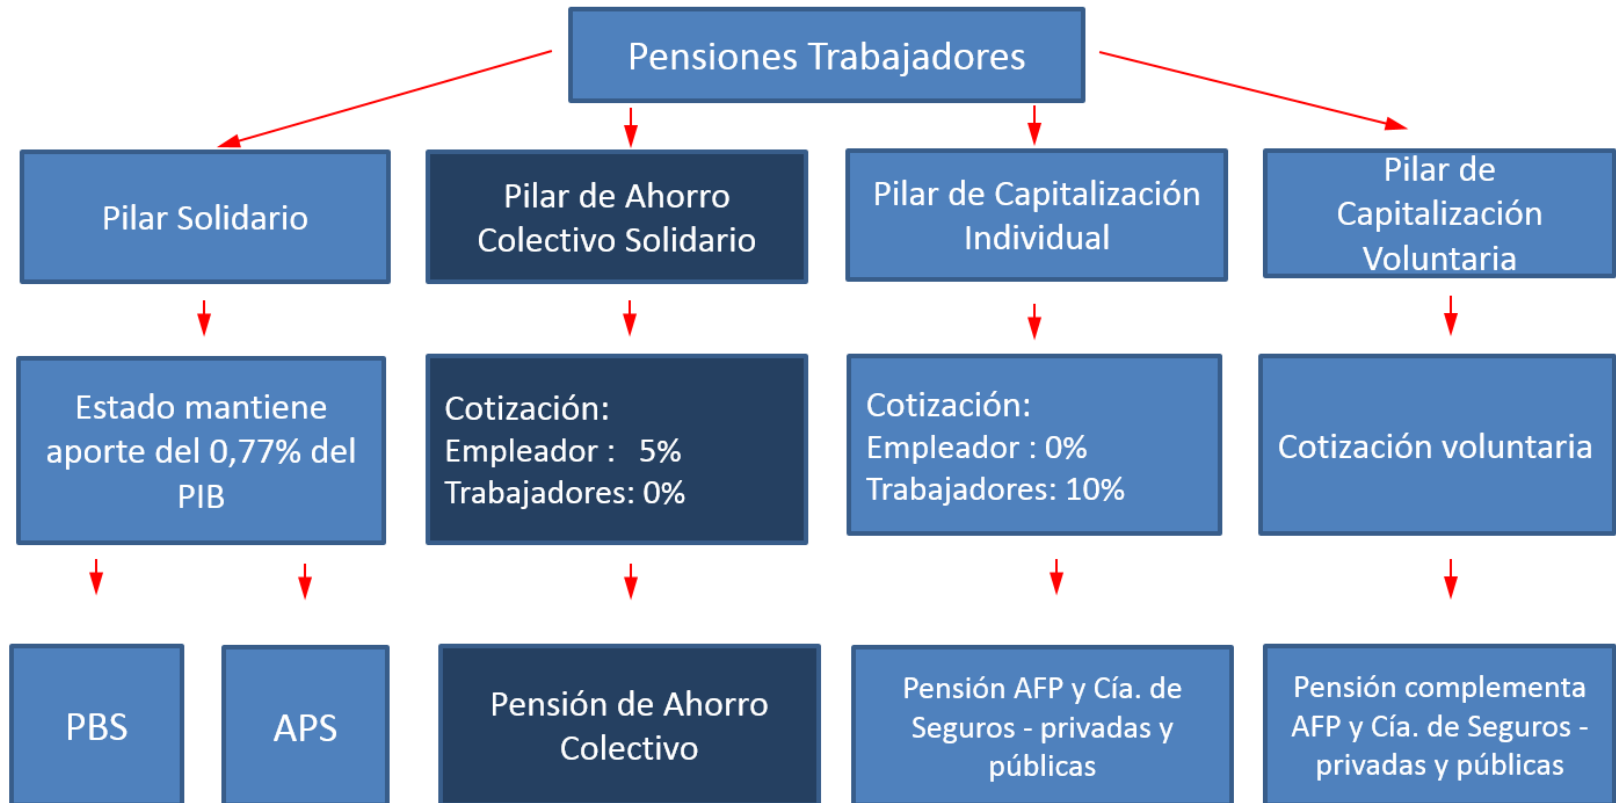 Pensiones Trabajadores
Pilar Solidario
Pilar de Ahorro
Colectivo Solidario
Pilar de Capitalización
Individual
Pilar de
Capitalización
Voluntaria
Estado mantiene
aporte del 0,77% del
PIB
Cotización:
Empleador :   5%
Trabajadores: 0%
Cotización:
Empleador : 0%
Trabajadores: 10%
Cotización voluntaria
PBS
APS
Pensión de Ahorro
Colectivo
Pensión AFP y Cía. de
Seguros - privadas y
públicas
Pensión complementa
AFP y Cía. de Seguros -
privadas y públicas